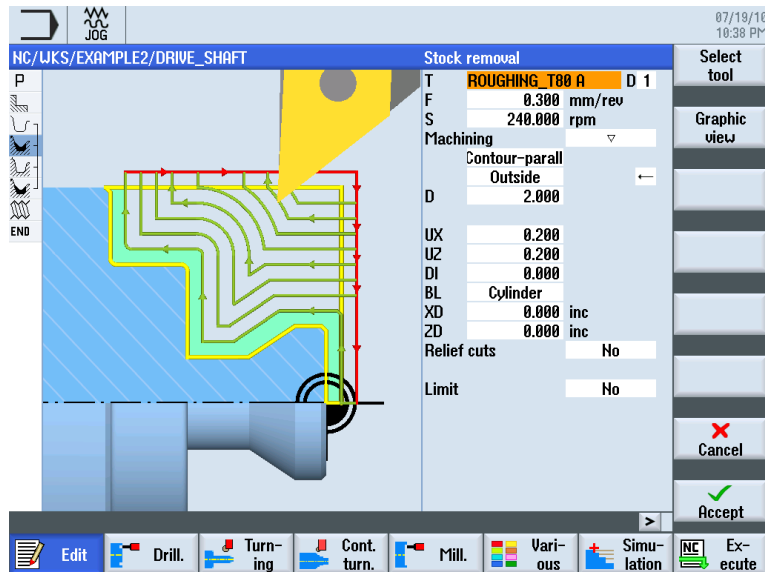 JOG
07/19/16
10:38 PM
NC/WKS/EXAMPLE2/DRIVE_SHAFT
Stock removal
Select tool
P
T ROUGHING_T80 A D 1
F 0.300 mm/rev
S 240.000 rpm
Machining ▽
Contour-parall
Outside ←
D 2.000
UX 0.200
UZ 0.200
DI 0.000
BL Cylinder
XD 0.000 inc
ZD 0.000 inc
Relief cuts No
Limit No
END
Graphic view
Cancel
Accept
>
Edit
Drill.
Turn-
ing
Cont.
turn.
Mill.
Vari-
ous
Simu-
lation
NC
Ex-
ecute